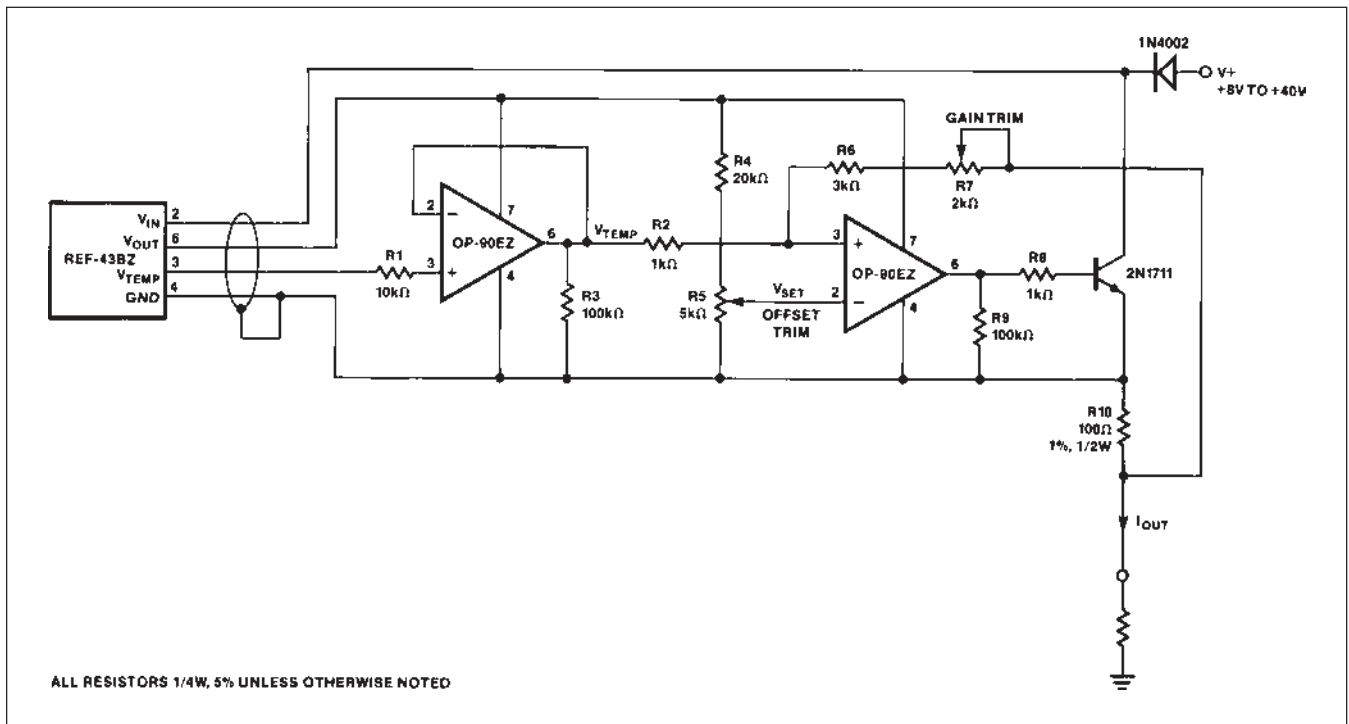 1N4002
V+
+8V TO +40V
GAIN TRIM
R4
20kΩ
R6
3kΩ
R7
2kΩ
2
VIN
6
VOUT
REF-43BZ
3
VTEMP
4
GND
R1
10kΩ
2
−
7
OP-90EZ
6
3
+
4
VTEMP
R2
1kΩ
R3
100kΩ
R5
5kΩ
VSET
OFFSET
TRIM
3
+
7
OP-90EZ
6
2
−
4
R8
1kΩ
2N1711
R9
100kΩ
R10
100Ω
1%, 1/2W
IOUT
ALL RESISTORS 1/4W, 5% UNLESS OTHERWISE NOTED